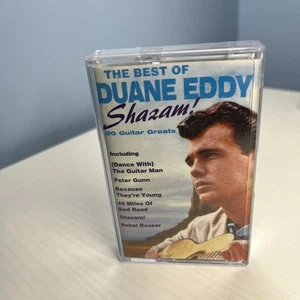 THE BEST OF
DUANE EDDY
Shazam!
20 Guitar Greats
Including
(Dance With)
The Guitar Man
Peter Gunn
Because
They're Young
40 Miles Of
Bad Road
Shazam!
Rebel Rouser